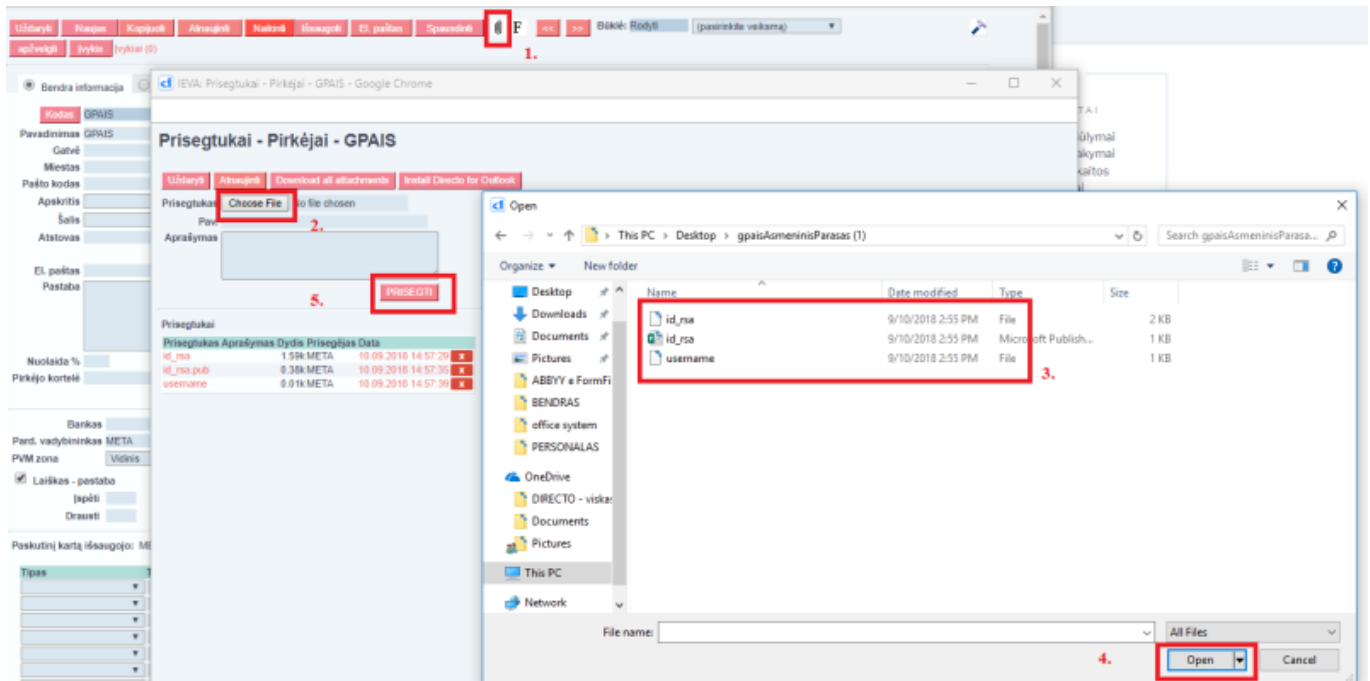 Uždaryti Naujas Kopijuoti Atnaujinti Naikinti Išsaugoti El. paštas Spausdinti F << >> Būklė: Rodyti (pasirinkite veiksmą)
apžvelgti Įvykis Įvykiai (0)
1.
Bendra informacija
IEVA: Prisegtukai - Pirkėjai - GPAIS - Google Chrome
Kodas GPAIS
Pavadinimas GPAIS
Gatvė
Miestas
Pašto kodas
Apskritis
Šalis
Atstovas
El. paštas
Pastaba
Nuolaida %
Pirkėjo kortelė
Bankas
Pard. vadybininkas META
PVM zona Vidinis
Laiškas - pastaba
Įspėti
Drausti
Paskutinį kartą išsaugojo: ME
Tipas T
Prisegtukai - Pirkėjai - GPAIS
Uždaryti Atnaujinti Download all attachments Install Directo for Outlook
Prisegtukas Choose File No file chosen
2.
Pav.
Aprašymas
5. PRISEGTI
Prisegtukai
Prisegtukas Aprašymas Dydis Prisegėjas Data
id_rsa 1.59k META 10.09.2018 14:57:29 x
id_rsa.pub 0.38k META 10.09.2018 14:57:35 x
username 0.01k META 10.09.2018 14:57:39 x
TAI
ūlymai
akymai
kaitos
Open
This PC > Desktop > gpaisAsmeninisParasas (1)
Search gpaisAsmeninisParasa...
Organize New folder
Name Date modified Type Size
id_rsa 9/10/2018 2:55 PM File 2 KB
id_rsa 9/10/2018 2:55 PM Microsoft Publish... 1 KB
username 9/10/2018 2:55 PM File 1 KB
3.
Desktop
Downloads
Documents
Pictures
ABBYY e FormFi
BENDRAS
office system
PERSONALAS
OneDrive
DIRECTO - viskas
Documents
Pictures
This PC
Network
File name: All Files
4. Open Cancel